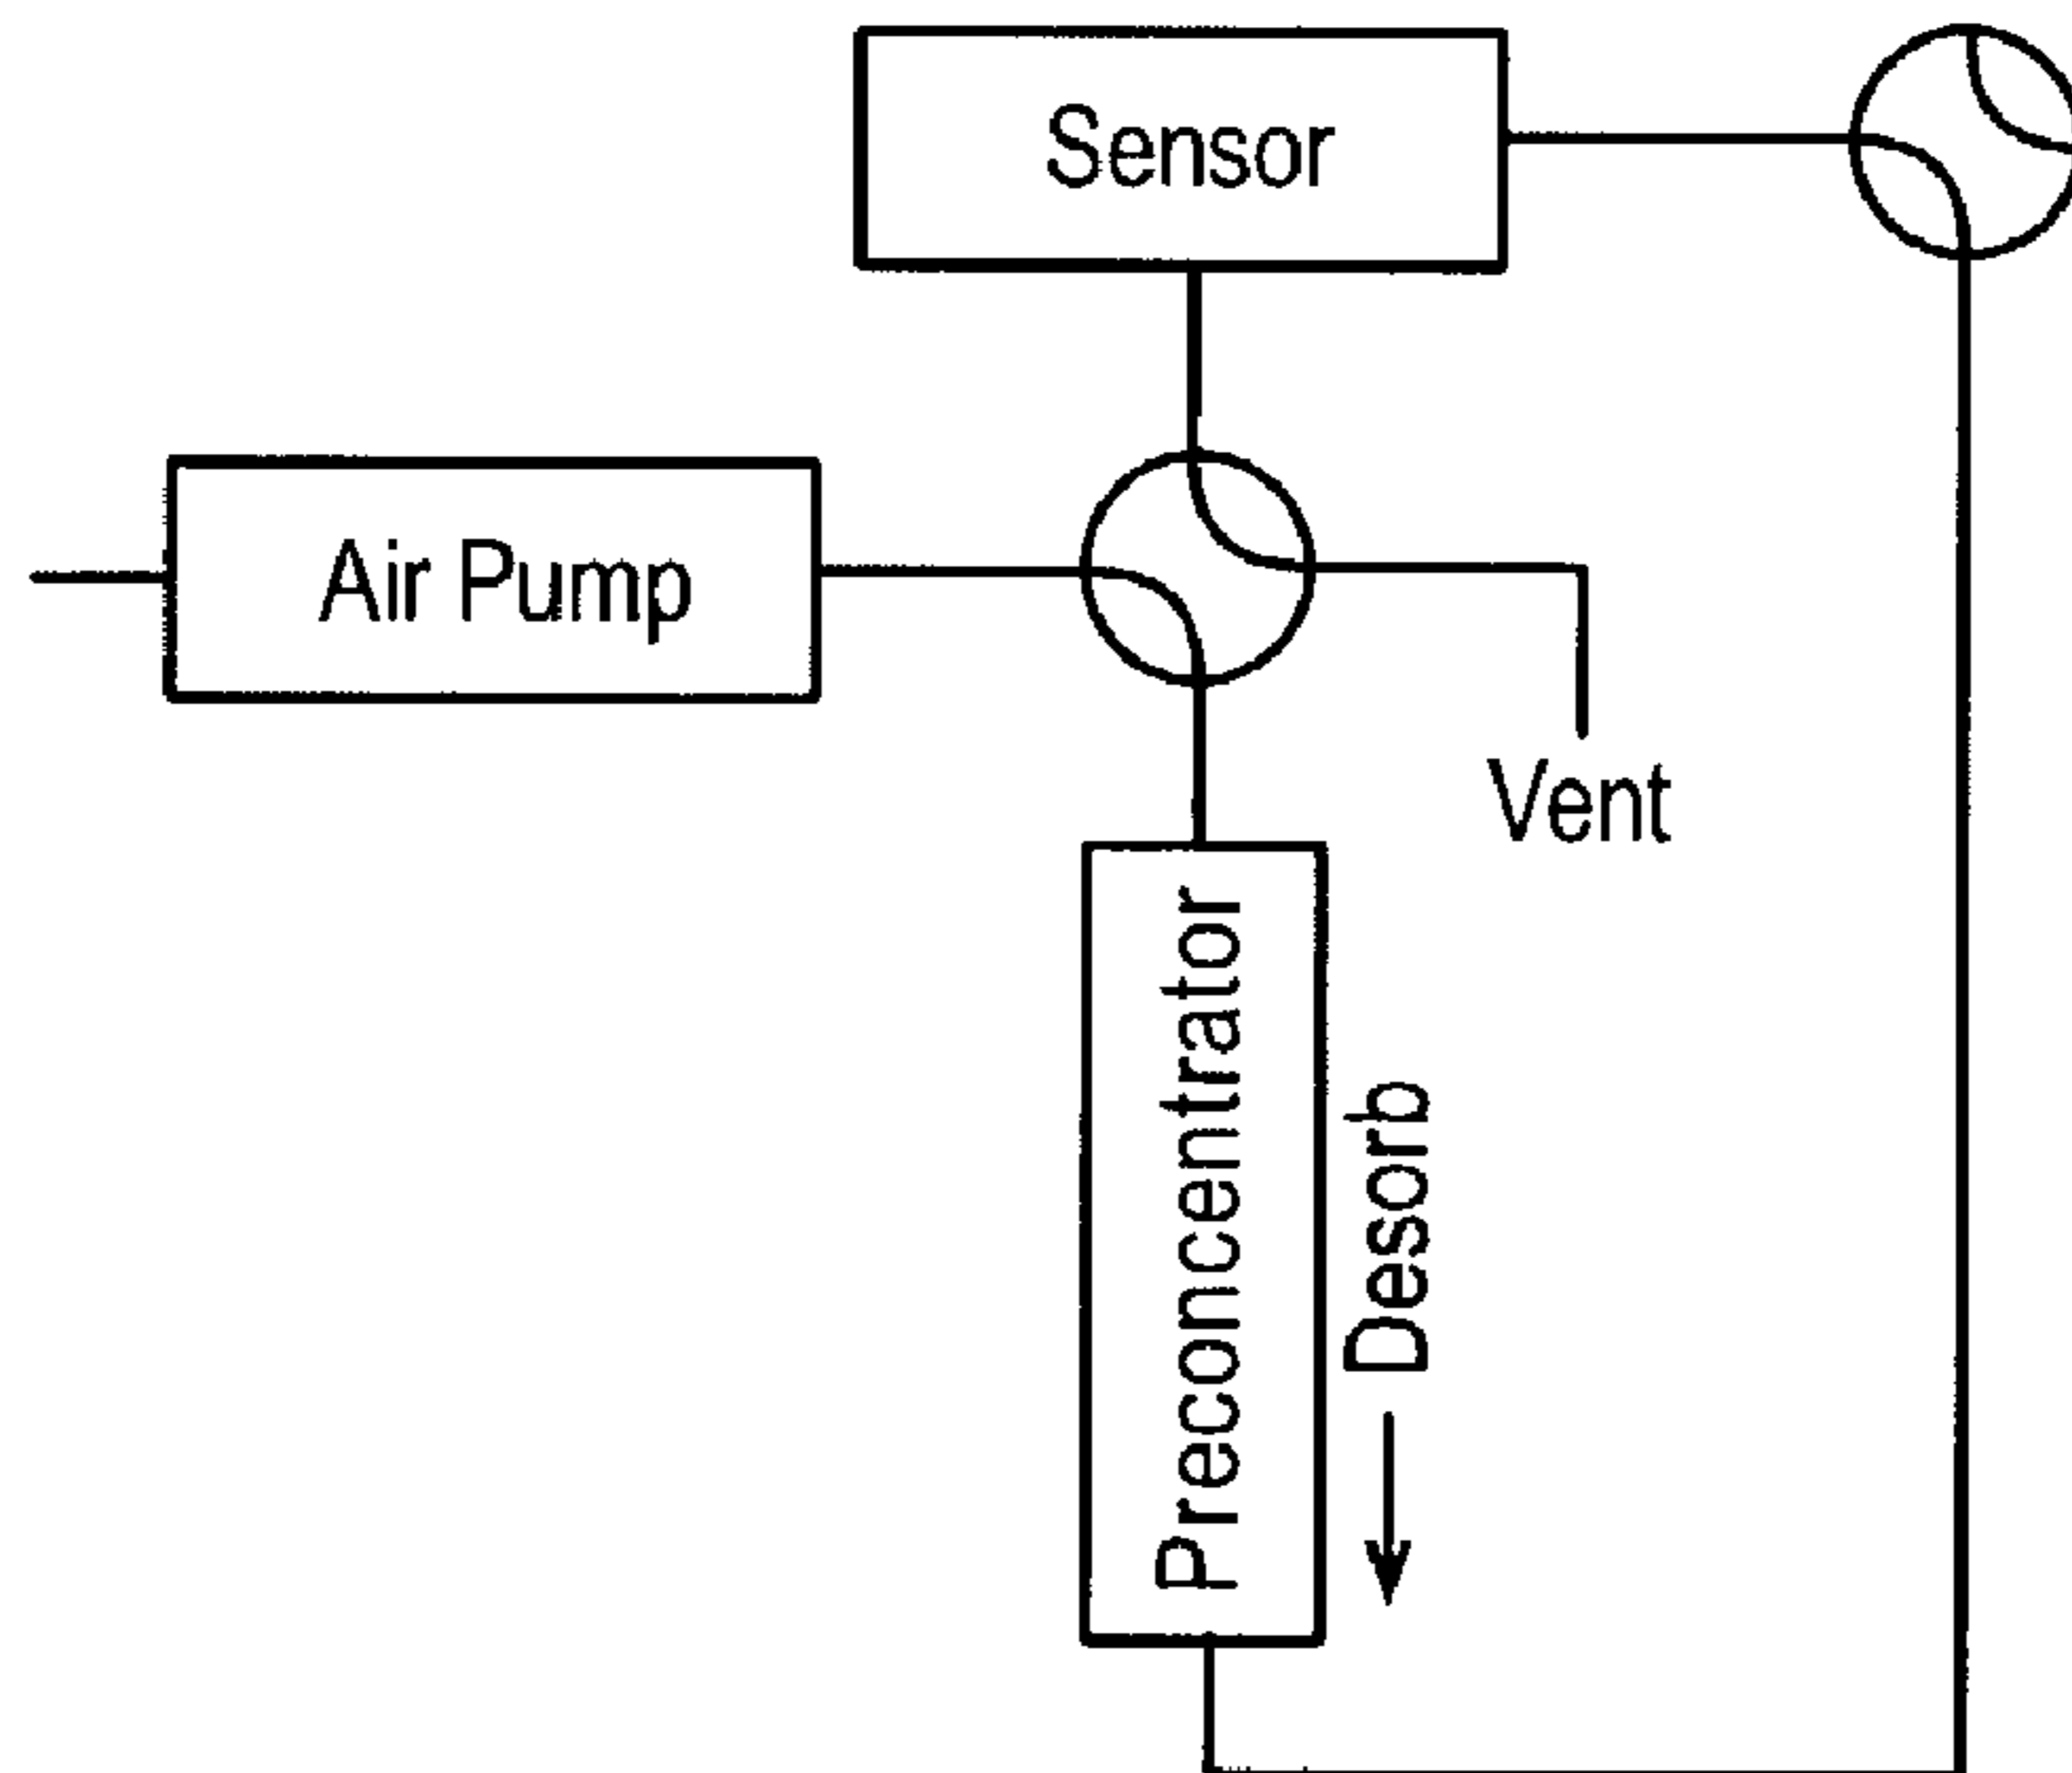 Sensor
Air Pump
Vent
Preconcentrator
Desorb